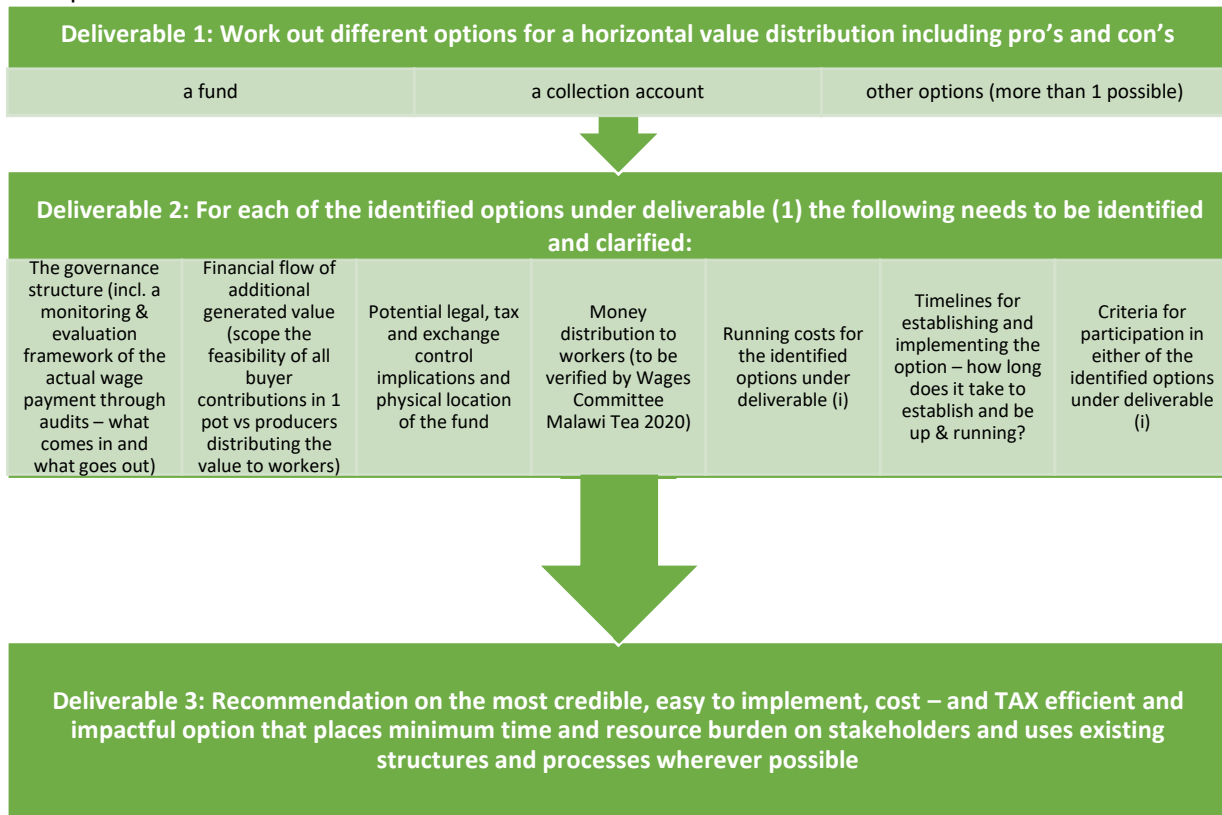 Deliverable 1: Work out different options for a horizontal value distribution including pro's and con's
a fund
a collection account
other options (more than 1 possible)
Deliverable 2: For each of the identified options under deliverable (1) the following needs to be identified
and clarified:
The governance
structure (incl. a
monitoring &
evaluation
framework of the
actual wage
payment through
audits – what
comes in and
what goes out)
Financial flow of
additional
generated value
(scope the
feasibility of all
buyer
contributions in 1
pot vs producers
distributing the
value to workers)
Potential legal, tax
and exchange
control
implications and
physical location
of the fund
Money
distribution to
workers (to be
verified by Wages
Committee
Malawi Tea 2020)
Running costs for
the identified
options under
deliverable (i)
Timelines for
establishing and
implementing the
option – how long
does it take to
establish and be
up & running?
Criteria for
participation in
either of the
identified options
under deliverable
(i)
Deliverable 3: Recommendation on the most credible, easy to implement, cost – and TAX efficient and
impactful option that places minimum time and resource burden on stakeholders and uses existing
structures and processes wherever possible